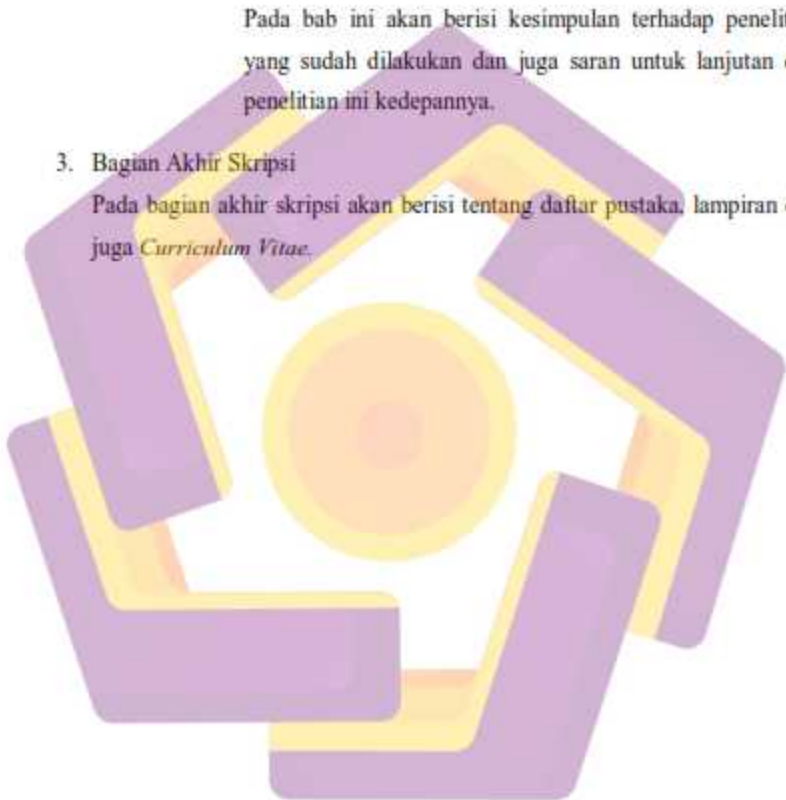 Pada bab ini akan berisi kesimpulan terhadap penelit
yang sudah dilakukan dan juga saran untuk lanjutan
penelitian ini kedepannya.
3. Bagian Akhir Skripsi
Pada bagian akhir skripsi akan berisi tentang daftar pustaka, lampiran
juga Curriculum Vitae.